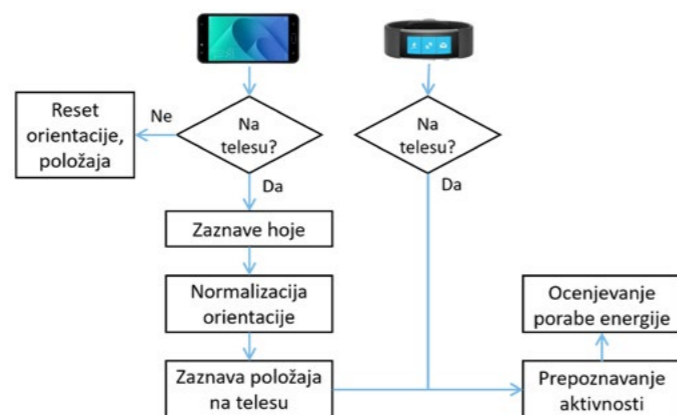 Na
telesu?
Na
telesu?
Ne
Reset
orientacije,
položaja
Da
Da
Zaznave hoje
Normalizacija
orientacije
Zaznava položaja
na telesu
Ocenjevanje
porabe energije
Prepoznavanje
aktivnosti